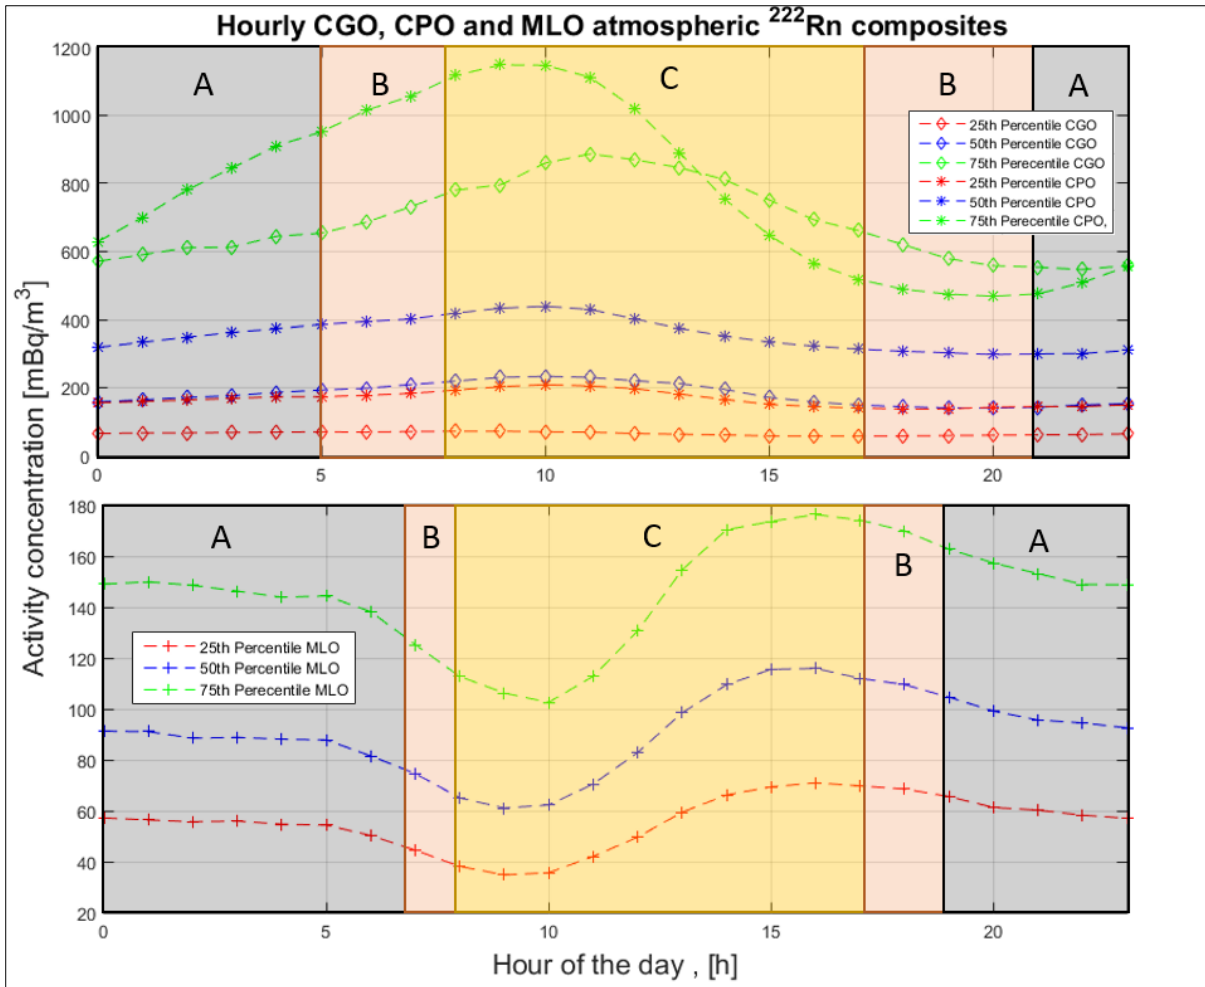 Hourly CGO, CPO and MLO atmospheric ²²²Rn composites
1200
1000
800
600
400
200
0
A
B
C
B
A
25th Percentile CGO
50th Percentile CGO
75th Perecentile CGO
25th Percentile CPO
50th Percentile CPO
75th Perecentile CPO,
0
5
10
15
20
Activity concentration [mBq/m³]
180
160
140
120
100
80
60
40
20
A
B
C
B
A
25th Percentile MLO
50th Percentile MLO
75th Perecentile MLO
0
5
10
15
20
Hour of the day , [h]